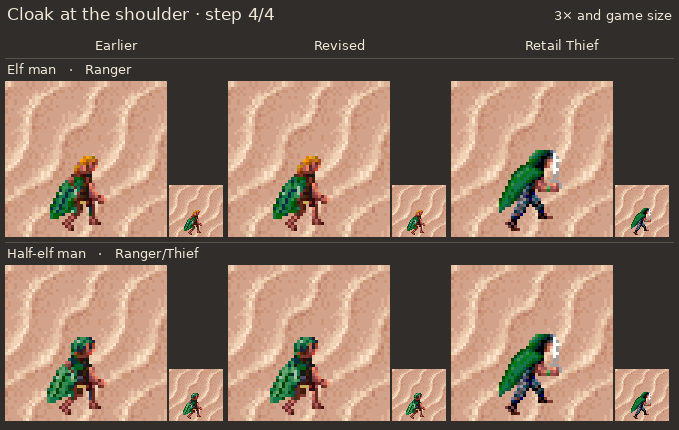 Cloak at the shoulder · step 4/4
3× and game size
Earlier
Revised
Retail Thief
Elf man · Ranger
Half-elf man · Ranger/Thief